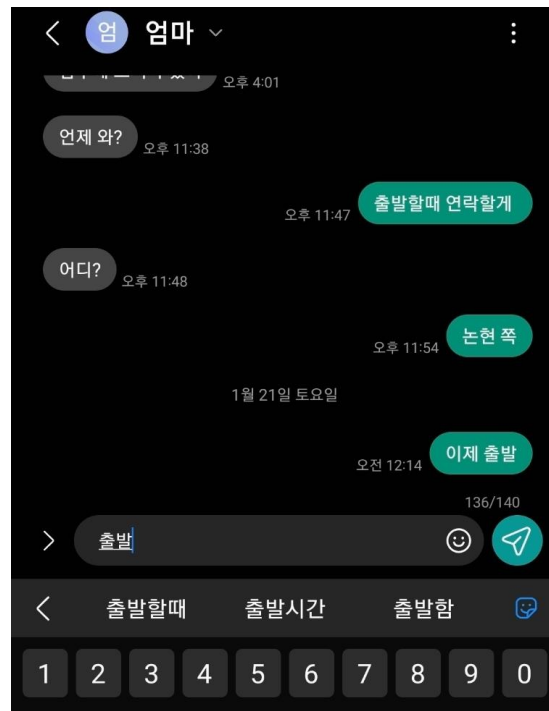 엄 엄마
오후 4:01
언제 와?
오후 11:38
출발할때 연락할게
오후 11:47
어디?
오후 11:48
논현 쪽
오후 11:54
1월 21일 토요일
이제 출발
오전 12:14
136/140
출발
출발할때 출발시간 출발함
1 2 3 4 5 6 7 8 9 0